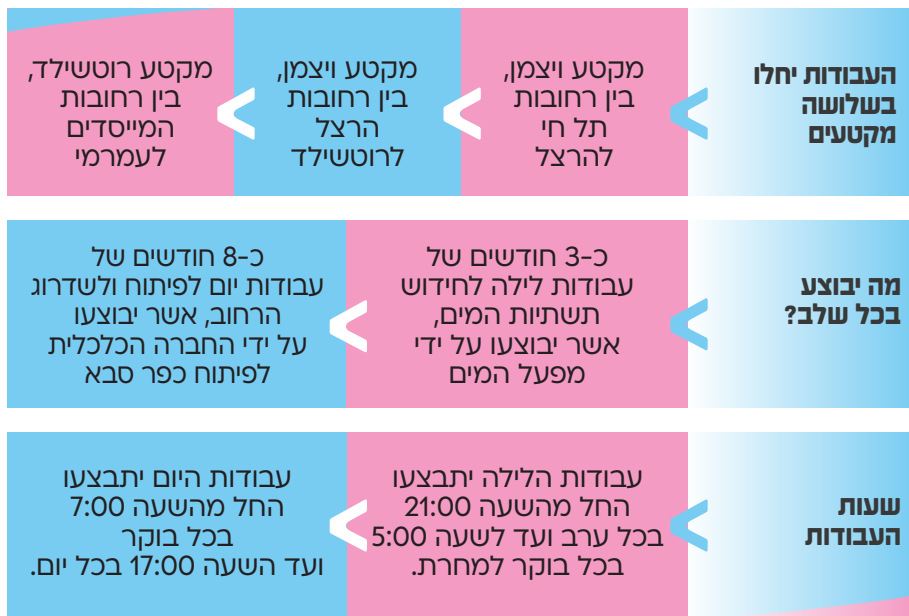 העבודות יחלו
בשלושה
מקטעים
מקטע ויצמן,
בין רחובות
תל חי
להרצל
מקטע ויצמן,
בין רחובות
הרצל
לרוטשילד
מקטע רוטשילד,
בין רחובות
המייסדים
לעמרמי
מה יבוצע
בכל שלב?
כ-3 חודשים של
עבודות לילה לחידוש
תשתיות המים,
אשר יבוצעו על ידי
מפעל המים
כ-8 חודשים של
עבודות יום לפיתוח ולשדרוג
הרחוב, אשר יבוצעו
על ידי החברה הכלכלית
לפיתוח כפר סבא
שעות
העבודות
עבודות הלילה יתבצעו
החל מהשעה 21:00
בכל ערב ועד לשעה 5:00
בכל בוקר למחרת.
עבודות היום יתבצעו
החל מהשעה 7:00
בכל בוקר
ועד השעה 17:00 בכל יום.